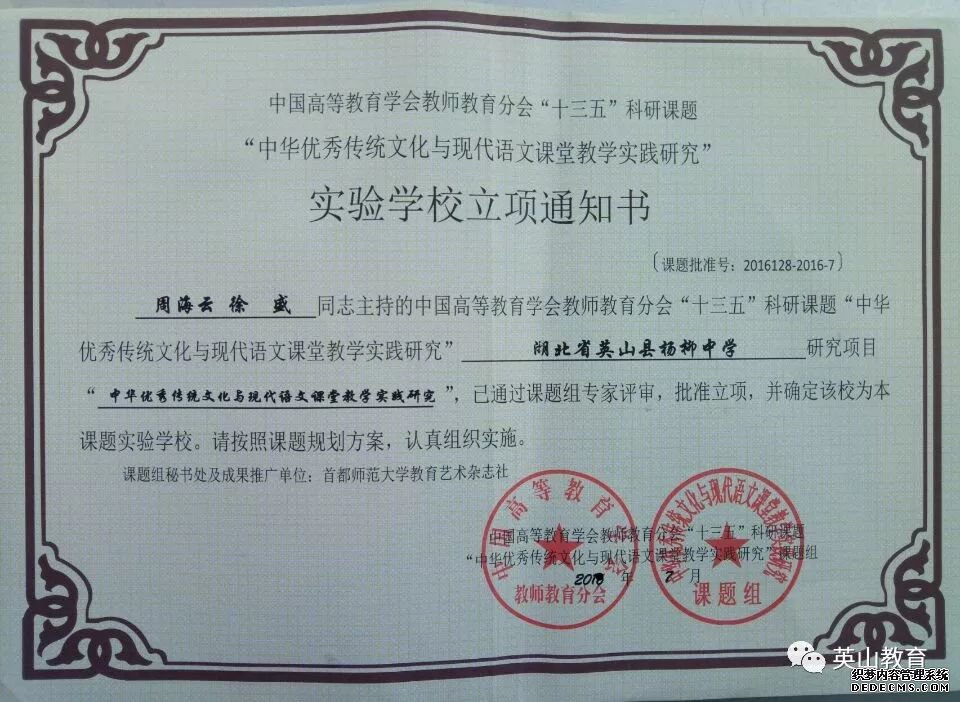 中国高等教育学会教师教育分会“十三五”科研课题
“中华优秀传统文化与现代语文课堂教学实践研究”
实验学校立项通知书
〔课题批准号：2016128-2016-7〕
周海云 徐 盛 同志主持的中国高等教育学会教师教育分会“十三五”科研课题“中华
优秀传统文化与现代语文课堂教学实践研究” 湖北省英山县杨柳中学 研究项目
“ 中华优秀传统文化与现代语文课堂教学实践研究 ”，已通过课题组专家评审，批准立项，并确定该校为本
课题实验学校。请按照课题规划方案，认真组织实施。
课题组秘书处及成果推广单位：首都师范大学教育艺术杂志社
中国高等教育学会教师教育分会“十三五”科研课题
“中华优秀传统文化与现代语文课堂教学实践研究”课题组
年 7 月
中国高等教育学会
教师教育分会
课题组
英山教育
织梦内容管理系统
DEDECMS.COM